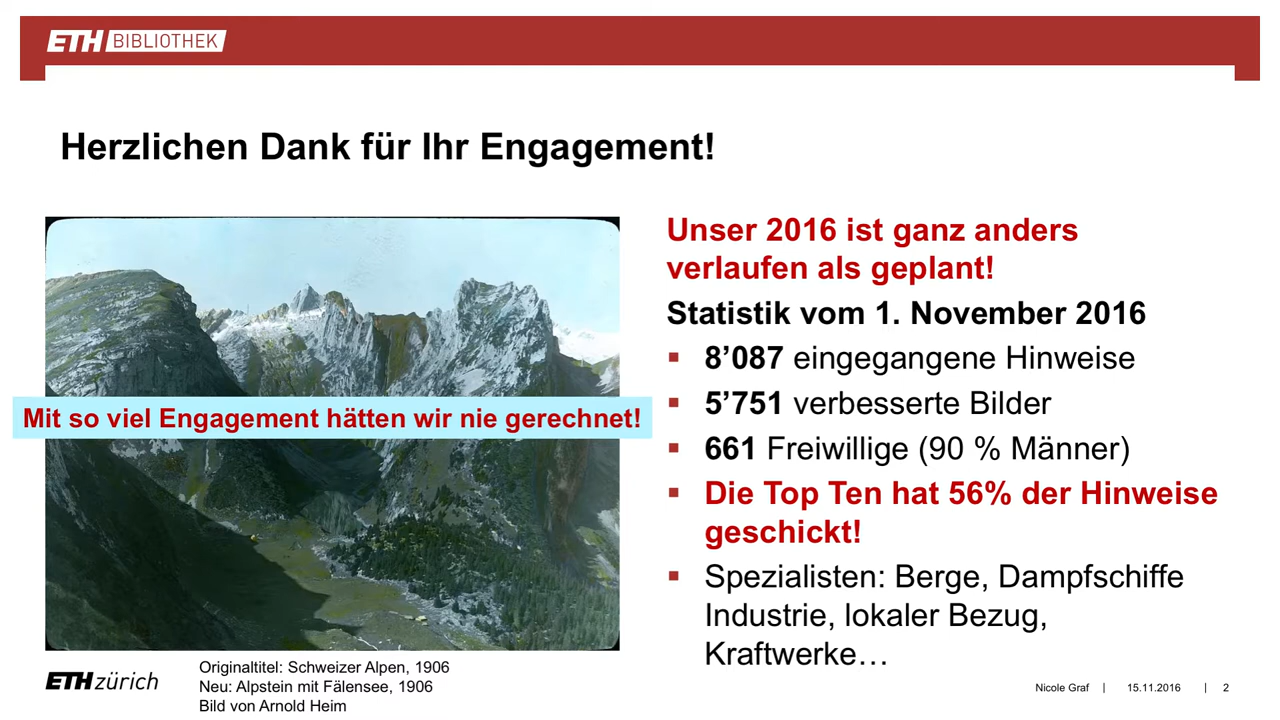 ETH BIBLIOTHEK
Herzlichen Dank für Ihr Engagement!
Mit so viel Engagement hätten wir nie gerechnet!
Unser 2016 ist ganz anders
verlaufen als geplant!
Statistik vom 1. November 2016
▪ 8’087 eingegangene Hinweise
▪ 5’751 verbesserte Bilder
▪ 661 Freiwillige (90 % Männer)
▪ Die Top Ten hat 56% der Hinweise
geschickt!
▪ Spezialisten: Berge, Dampfschiffe
Industrie, lokaler Bezug,
Kraftwerke…
ETH zürich
Originaltitel: Schweizer Alpen, 1906
Neu: Alpstein mit Fälensee, 1906
Bild von Arnold Heim
Nicole Graf | 15.11.2016 | 2